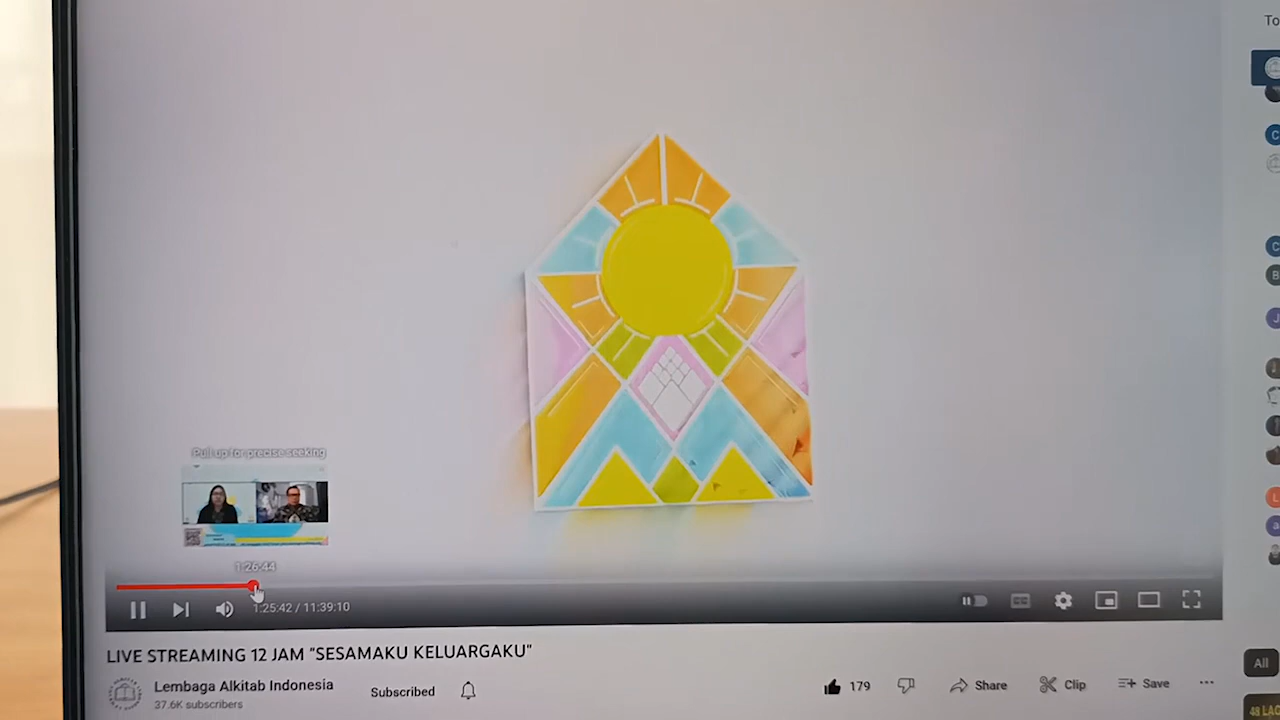 To
C
C
B
J
Pull up for precise seeking
1:26:44
L
a
1:25:42 / 11:39:10
LIVE STREAMING 12 JAM "SESAMAKU KELUARGAKU"
All
Lembaga Alkitab Indonesia
37.6K subscribers
Subscribed
179
Share
Clip
Save